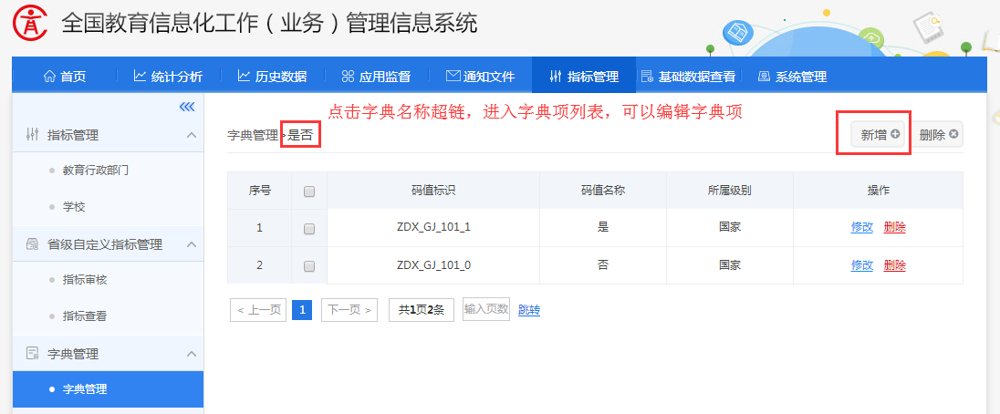 全国教育信息化工作（业务）管理信息系统
首页 统计分析 历史数据 应用监督 通知文件 指标管理 基础数据查看 系统管理
点击字典名称超链，进入字典项列表，可以编辑字典项
指标管理
教育行政部门
学校
省级自定义指标管理
指标审核
指标查看
字典管理
字典管理
字典管理>是否
新增 删除
序号 码值标识 码值名称 所属级别 操作
1 ZDX_GJ_101_1 是 国家 修改 删除
2 ZDX_GJ_101_0 否 国家 修改 删除
< 上一页 1 下一页 > 共1页2条 输入页数 跳转